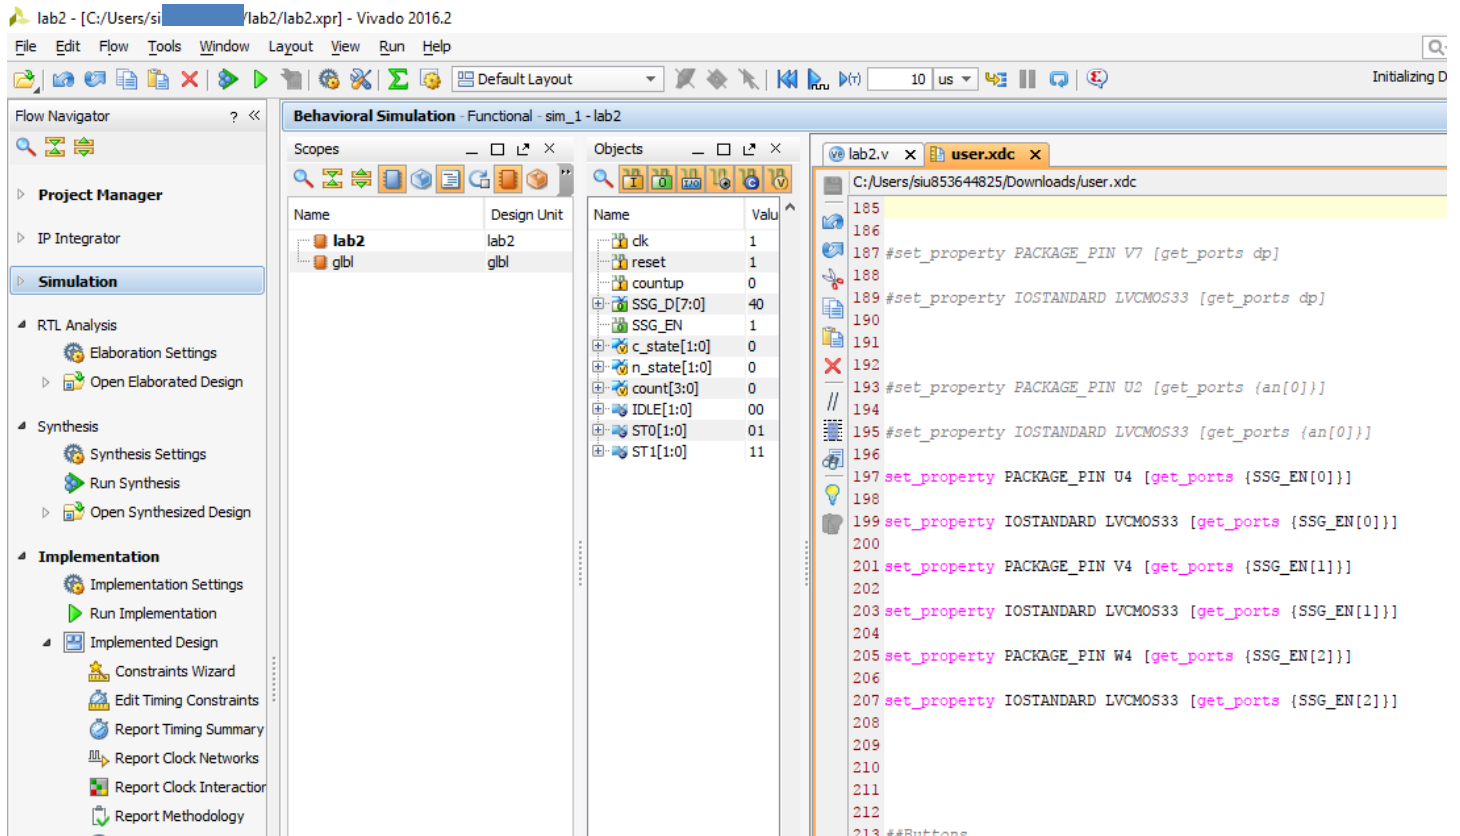 lab2 - [C:/Users/si /lab2/lab2.xpr] - Vivado 2016.2
File Edit Flow Tools Window Layout View Run Help
Default Layout (T) 10 us Initializing D
Flow Navigator ? «
Behavioral Simulation - Functional - sim_1 - lab2
Project Manager
IP Integrator
Simulation
RTL Analysis
Elaboration Settings
Open Elaborated Design
Synthesis
Synthesis Settings
Run Synthesis
Open Synthesized Design
Implementation
Implementation Settings
Run Implementation
Implemented Design
Constraints Wizard
Edit Timing Constraints
Report Timing Summary
Report Clock Networks
Report Clock Interaction
Report Methodology
Scopes
Name Design Unit
lab2 lab2
glbl glbl
Objects
Name Valu
clk 1
reset 1
countup 0
SSG_D[7:0] 40
SSG_EN 1
c_state[1:0] 0
n_state[1:0] 0
count[3:0] 0
IDLE[1:0] 00
ST0[1:0] 01
ST1[1:0] 11
lab2.v user.xdc
C:/Users/siu853644825/Downloads/user.xdc
185
186
187 #set_property PACKAGE_PIN V7 [get_ports dp]
188
189 #set_property IOSTANDARD LVCMOS33 [get_ports dp]
190
191
192
193 #set_property PACKAGE_PIN U2 [get_ports {an[0]}]
194
195 #set_property IOSTANDARD LVCMOS33 [get_ports {an[0]}]
196
197 set_property PACKAGE_PIN U4 [get_ports {SSG_EN[0]}]
198
199 set_property IOSTANDARD LVCMOS33 [get_ports {SSG_EN[0]}]
200
201 set_property PACKAGE_PIN V4 [get_ports {SSG_EN[1]}]
202
203 set_property IOSTANDARD LVCMOS33 [get_ports {SSG_EN[1]}]
204
205 set_property PACKAGE_PIN W4 [get_ports {SSG_EN[2]}]
206
207 set_property IOSTANDARD LVCMOS33 [get_ports {SSG_EN[2]}]
208
209
210
211
212
213 ##Buttons